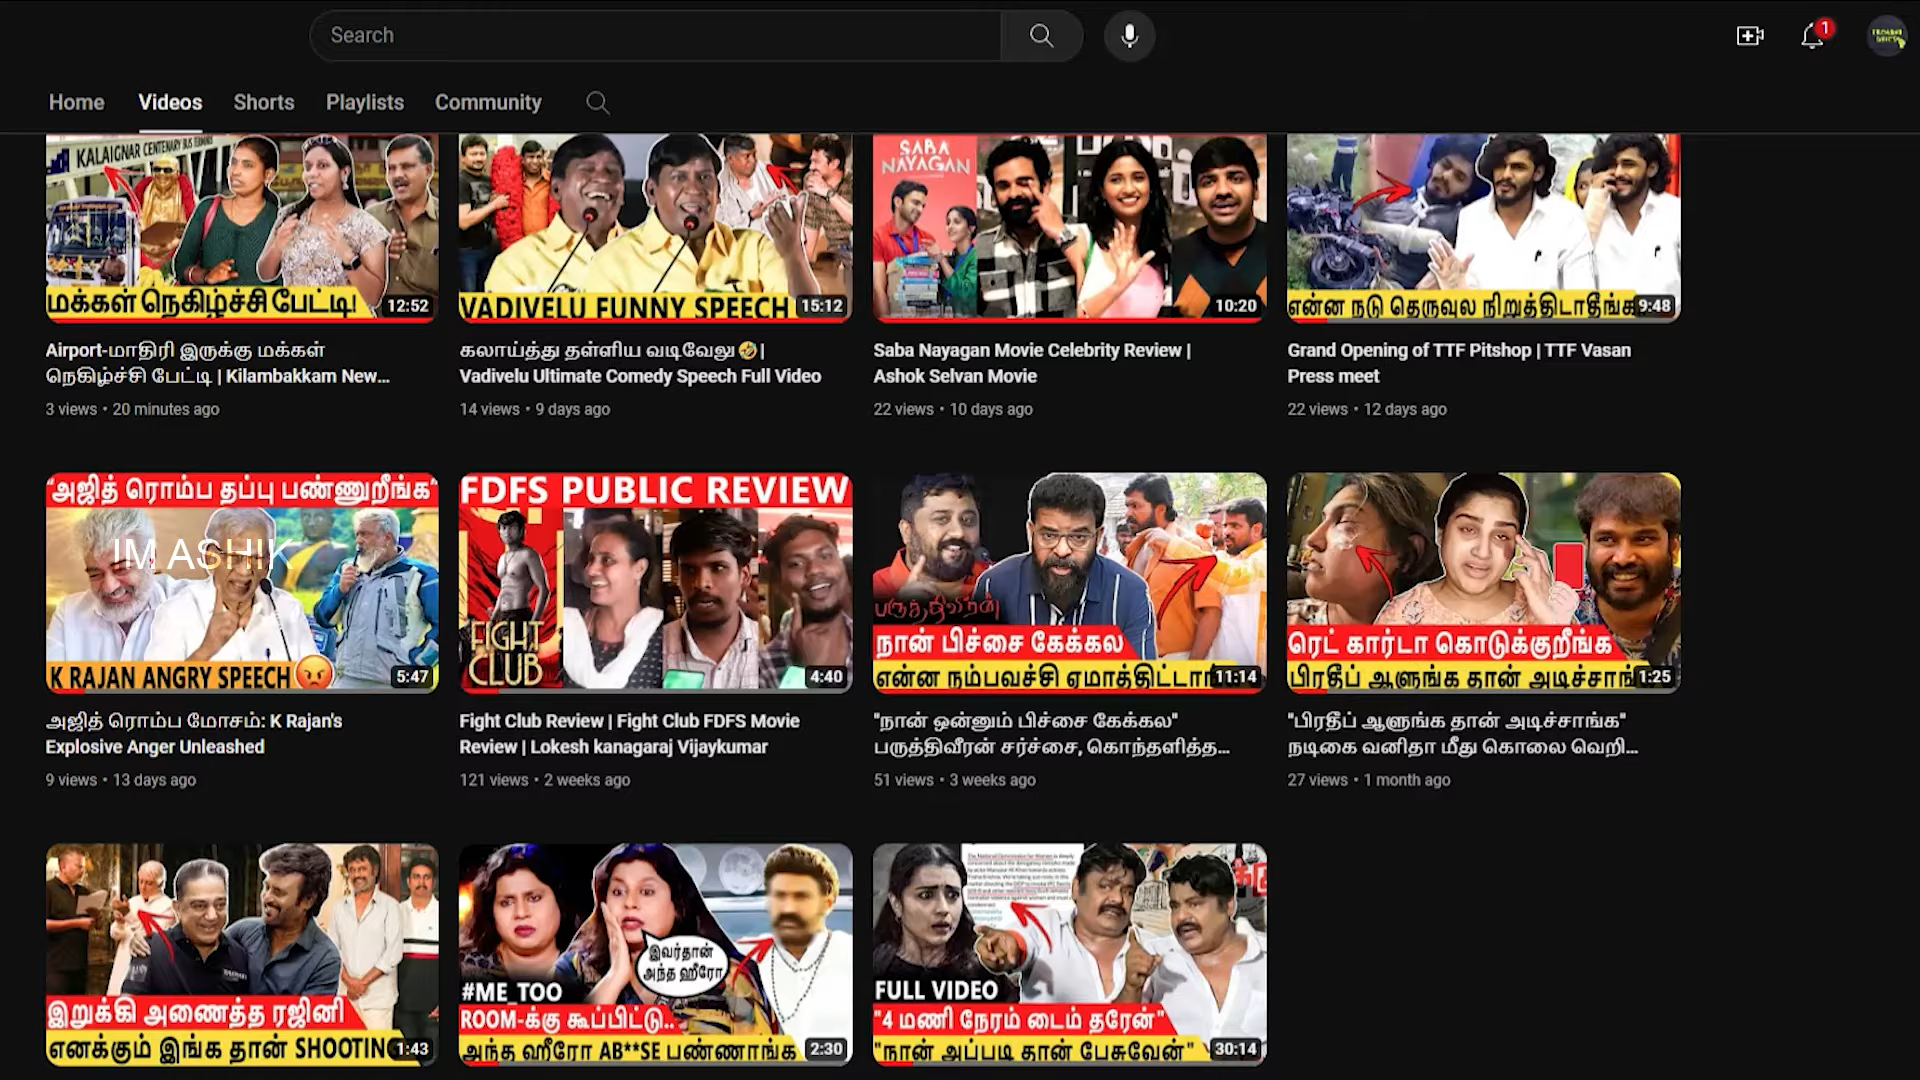 Search
1
Home Videos Shorts Playlists Community
KALAIGNAR CENTENARY BUS TERMINUS
மக்கள் நெகிழ்ச்சி பேட்டி!
12:52
VADIVELU FUNNY SPEECH
15:12
SABA
NAYAGAN
10:20
என்ன நடு தெருவுல நிறுத்திடாதீங்க
9:48
Airport-மாதிரி இருக்கு மக்கள்
நெகிழ்ச்சி பேட்டி | Kilambakkam New...
3 views • 20 minutes ago
கலாய்த்து தள்ளிய வடிவேலு🤣|
Vadivelu Ultimate Comedy Speech Full Video
14 views • 9 days ago
Saba Nayagan Movie Celebrity Review |
Ashok Selvan Movie
22 views • 10 days ago
Grand Opening of TTF Pitshop | TTF Vasan
Press meet
22 views • 12 days ago
"அஜித் ரொம்ப தப்பு பண்ணுறீங்க"
IM ASHIK
K RAJAN ANGRY SPEECH😡
5:47
FDFS PUBLIC REVIEW
FIGHT
CLUB
4:40
பருத்திவீரன்
நான் பிச்சை கேக்கல
என்ன நம்பவச்சி ஏமாத்திட்டா
11:14
ரெட் கார்டா கொடுக்குறீங்க
பிரதீப் ஆளுங்க தான் அடிச்சாங்
1:25
அஜித் ரொம்ப மோசம்: K Rajan's
Explosive Anger Unleashed
9 views • 13 days ago
Fight Club Review | Fight Club FDFS Movie
Review | Lokesh kanagaraj Vijaykumar
121 views • 2 weeks ago
"நான் ஒன்னும் பிச்சை கேக்கல"
பருத்திவீரன் சர்ச்சை, கொந்தளித்த...
51 views • 3 weeks ago
"பிரதீப் ஆளுங்க தான் அடிச்சாங்க"
நடிகை வனிதா மீது கொலை வெறி...
27 views • 1 month ago
இறுக்கி அணைத்த ரஜினி
எனக்கும் இங்க தான் SHOOTING
1:43
இவர்தான்
அந்த ஹீரோ
#ME_TOO
ROOM-க்கு கூப்பிட்டு..
அந்த ஹீரோ AB**SE பண்ணாங்க
2:30
FULL VIDEO
"4 மணி நேரம் டைம் தரேன்"
"நான் அப்படி தான் பேசுவேன்"
30:14